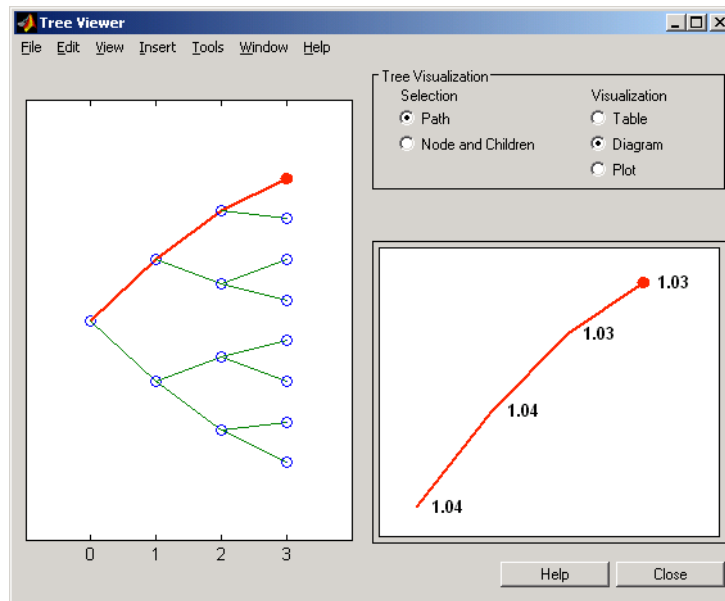 Tree Viewer
File Edit View Insert Tools Window Help
Tree Visualization
Selection Visualization
Path Table
Node and Children Diagram
Plot
1.03
1.03
1.04
1.04
0 1 2 3
Help Close